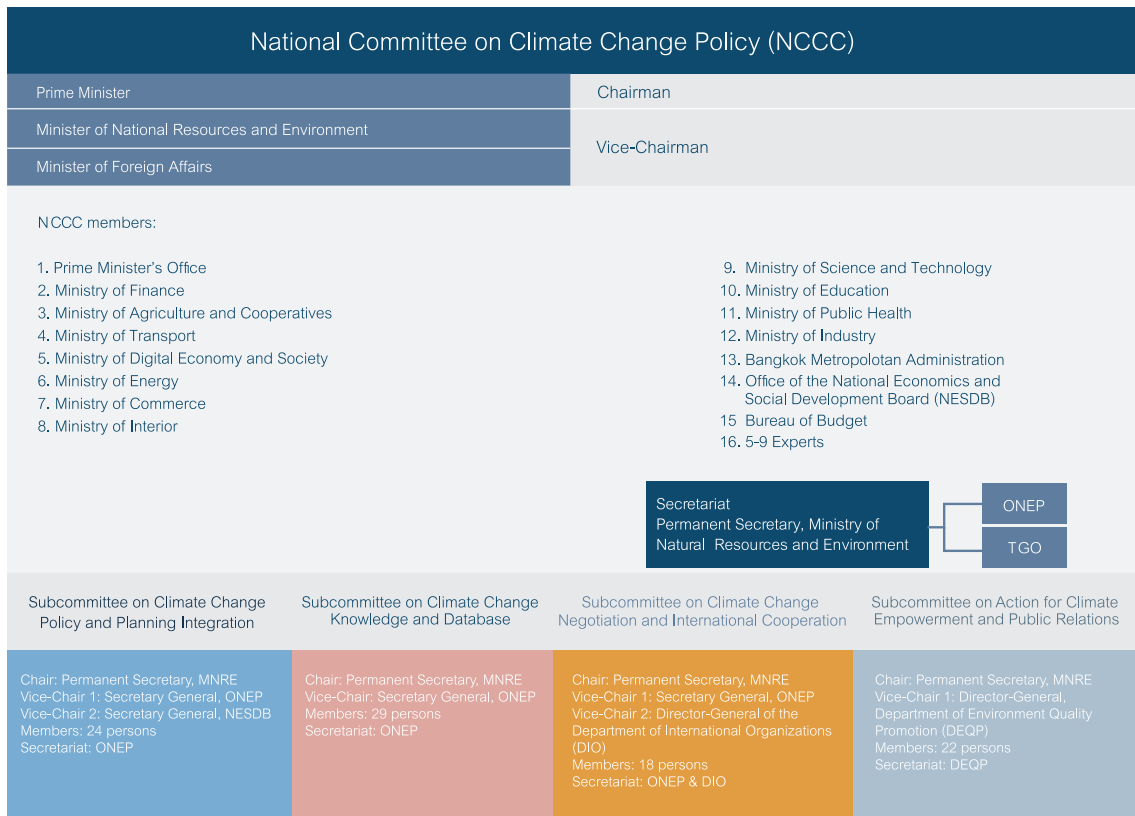 National Committee on Climate Change Policy (NCCC)
Prime Minister
Chairman
Minister of National Resources and Environment
Vice-Chairman
Minister of Foreign Affairs
NCCC members:
1. Prime Minister's Office
2. Ministry of Finance
3. Ministry of Agriculture and Cooperatives
4. Ministry of Transport
5. Ministry of Digital Economy and Society
6. Ministry of Energy
7. Ministry of Commerce
8. Ministry of Interior
9. Ministry of Science and Technology
10. Ministry of Education
11. Ministry of Public Health
12. Ministry of Industry
13. Bangkok Metropolotan Administration
14. Office of the National Economics and
Social Development Board (NESDB)
15 Bureau of Budget
16. 5-9 Experts
Secretariat
Permanent Secretary, Ministry of
Natural Resources and Environment
ONEP
TGO
Subcommittee on Climate Change
Policy and Planning Integration
Chair: Permanent Secretary, MNRE
Vice-Chair 1: Secretary General, ONEP
Vice-Chair 2: Secretary General, NESDB
Members: 24 persons
Secretariat: ONEP
Subcommittee on Climate Change
Knowledge and Database
Chair: Permanent Secretary, MNRE
Vice-Chair: Secretary General, ONEP
Members: 29 persons
Secretariat: ONEP
Subcommittee on Climate Change
Negotiation and International Cooperation
Chair: Permanent Secretary, MNRE
Vice-Chair 1: Secretary General, ONEP
Vice-Chair 2: Director-General of the
Department of International Organizations
(DIO)
Members: 18 persons
Secretariat: ONEP & DIO
Subcommittee on Action for Climate
Empowerment and Public Relations
Chair: Permanent Secretary, MNRE
Vice-Chair 1: Director-General,
Department of Environment Quality
Promotion (DEQP)
Members: 22 persons
Secretariat: DEQP